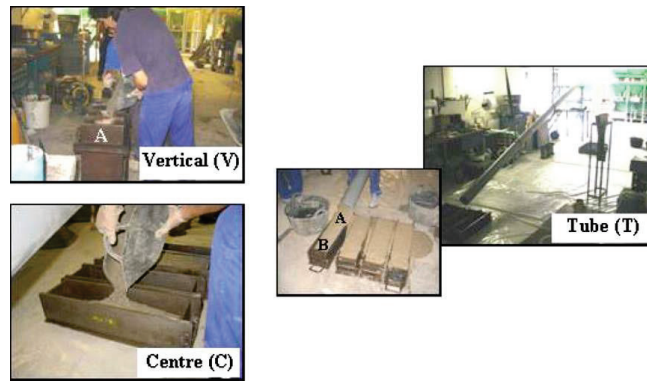 A
Vertical (V)
A
B
Tube (T)
Centre (C)